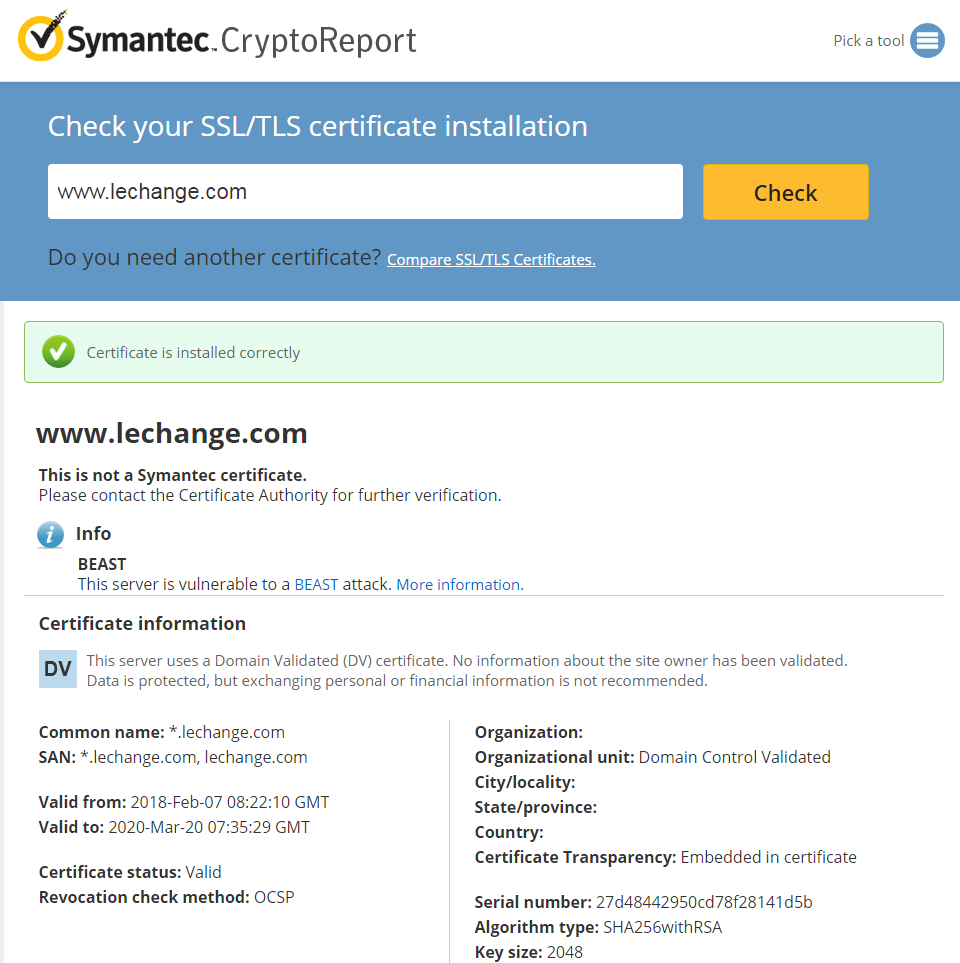 Symantec™ CryptoReport
Pick a tool
Check your SSL/TLS certificate installation
www.lechange.com
Check
Do you need another certificate? Compare SSL/TLS Certificates.
Certificate is installed correctly
www.lechange.com
This is not a Symantec certificate.
Please contact the Certificate Authority for further verification.
Info
BEAST
This server is vulnerable to a BEAST attack. More information.
Certificate information
DV
This server uses a Domain Validated (DV) certificate. No information about the site owner has been validated.
Data is protected, but exchanging personal or financial information is not recommended.
Common name: *.lechange.com
SAN: *.lechange.com, lechange.com
Valid from: 2018-Feb-07 08:22:10 GMT
Valid to: 2020-Mar-20 07:35:29 GMT
Certificate status: Valid
Revocation check method: OCSP
Organization:
Organizational unit: Domain Control Validated
City/locality:
State/province:
Country:
Certificate Transparency: Embedded in certificate
Serial number: 27d48442950cd78f28141d5b
Algorithm type: SHA256withRSA
Key size: 2048